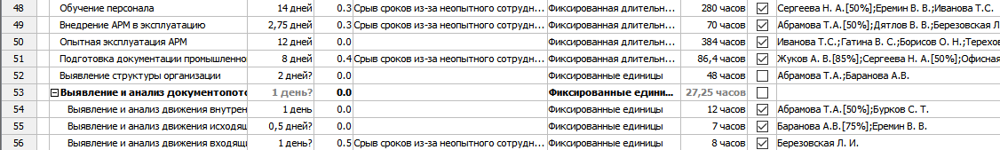 48 Обучение персонала 14 дней 0.3 Срыв сроков из-за неопытного сотрудн... Фиксированная длительн... 280 часов Сергеева Н. А.[50%];Еремин В. В.;Иванова Т.С.
49 Внедрение АРМ в эксплуатацию 2,75 дней 0.3 Срыв сроков из-за неопытного сотрудн... Фиксированная длительн... 70 часов Абрамова Т.А.[50%];Дятлов В. В.;Березовская Л
50 Опытная эксплуатация АРМ 12 дней 0.0 Фиксированная длительн... 384 часов Иванова Т.С.;Гатина В. С.;Борисов О. Н.;Терехов
51 Подготовка документации промышленно 8 дней 0.4 Срыв сроков из-за неопытного сотрудн... Фиксированная длительн... 86,4 часов Жуков А. В.[85%];Сергеева Н. А.[50%];Офисная
52 Выявление структуры организации 2 дней? 0.0 Фиксированные единицы 48 часов Абрамова Т.А.;Баранова А.В.
53 Выявление и анализ документопото 1 день? 0.0 Фиксированные едини... 27,25 часов
54 Выявление и анализ движения внутрен 1 день 0.0 Фиксированные единицы 12 часов Абрамова Т.А.[50%];Бурков С. Т.
55 Выявление и анализ движения исходящ 0,5 дней? 0.0 Фиксированные единицы 7 часов Баранова А.В.[75%];Еремин В. В.
56 Выявление и анализ движения входящ 1 день? 0.5 Срыв сроков из-за неопытного сотрудн... Фиксированные единицы 8 часов Березовская Л. И.